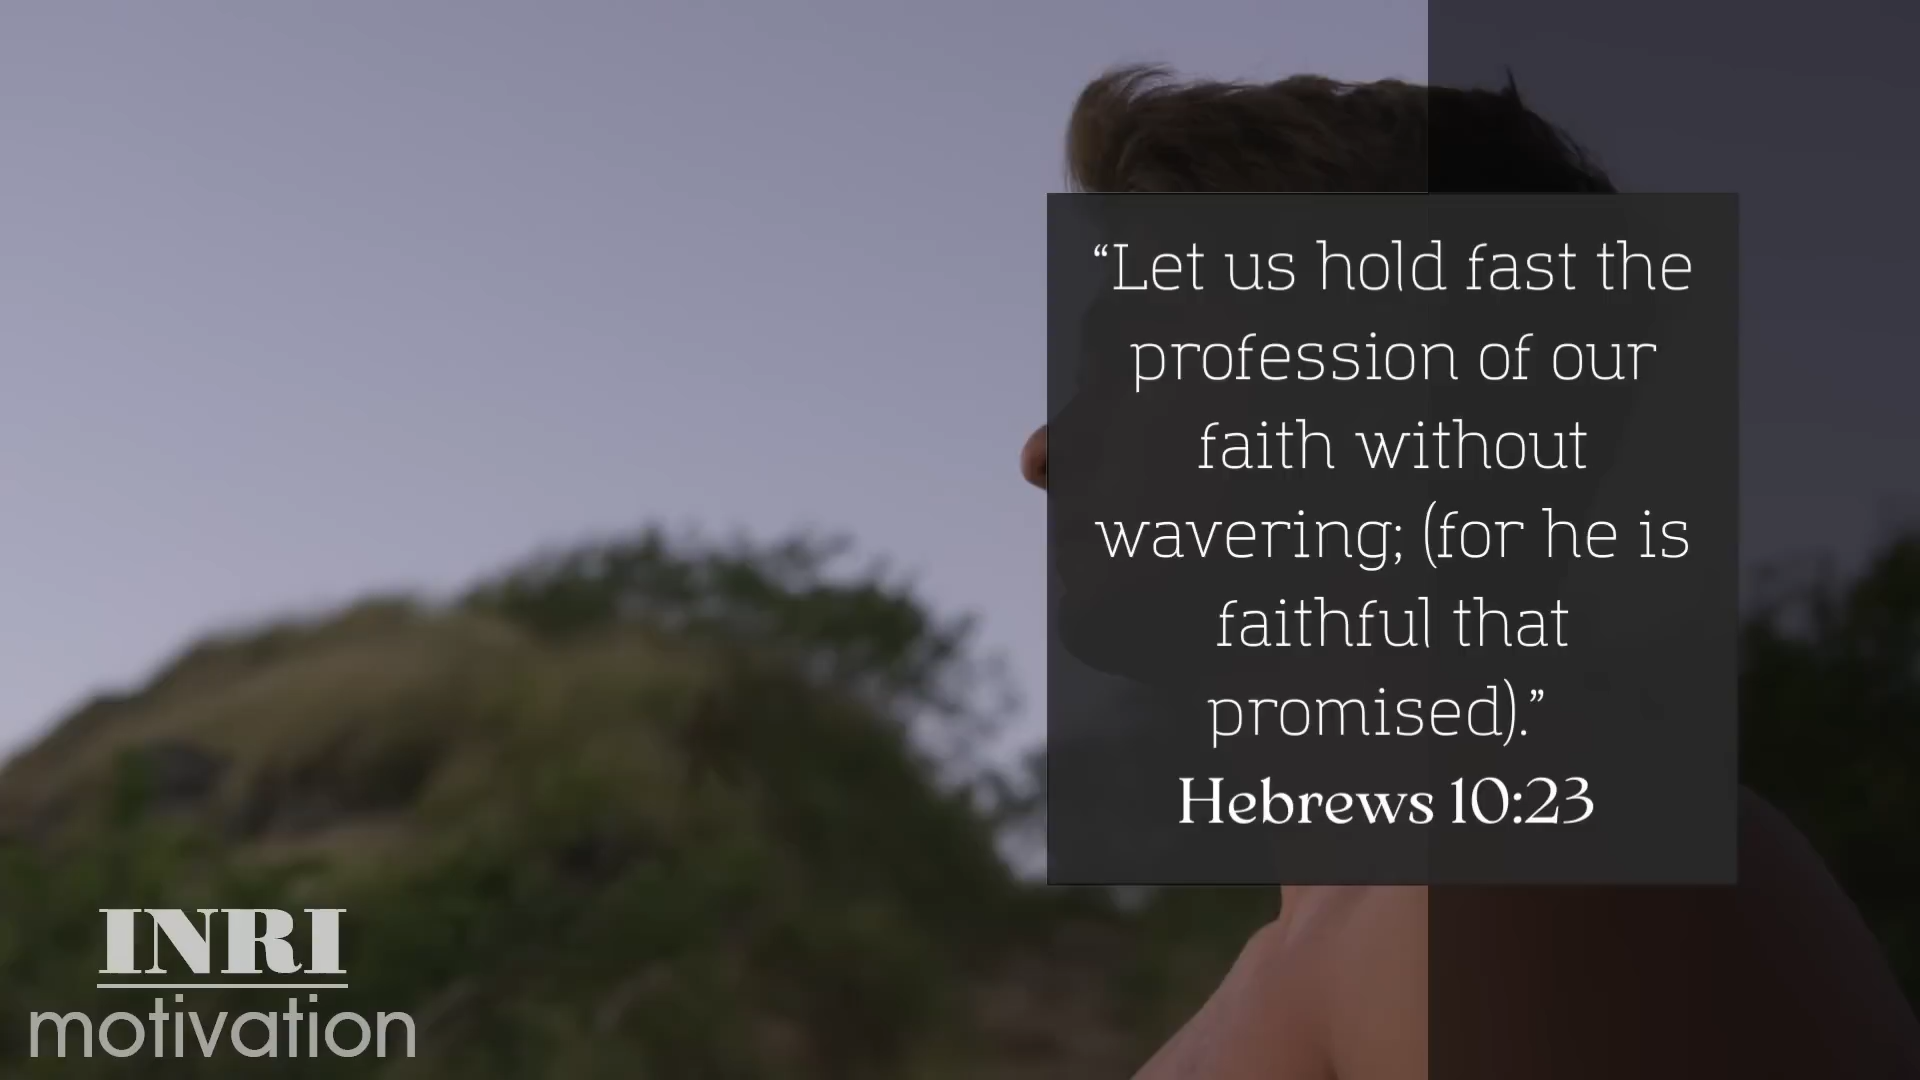 “Let us hold fast the
profession of our
faith without
wavering; (for he is
faithful that
promised).”
Hebrews 10:23
INRI
motivation